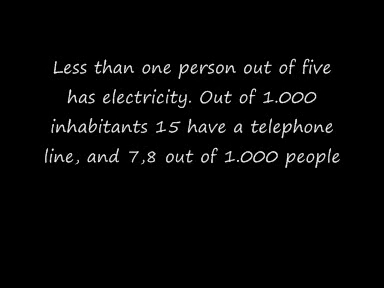 Less than one person out of five
has electricity. Out of 1.000
inhabitants 15 have a telephone
line, and 7,8 out of 1.000 people